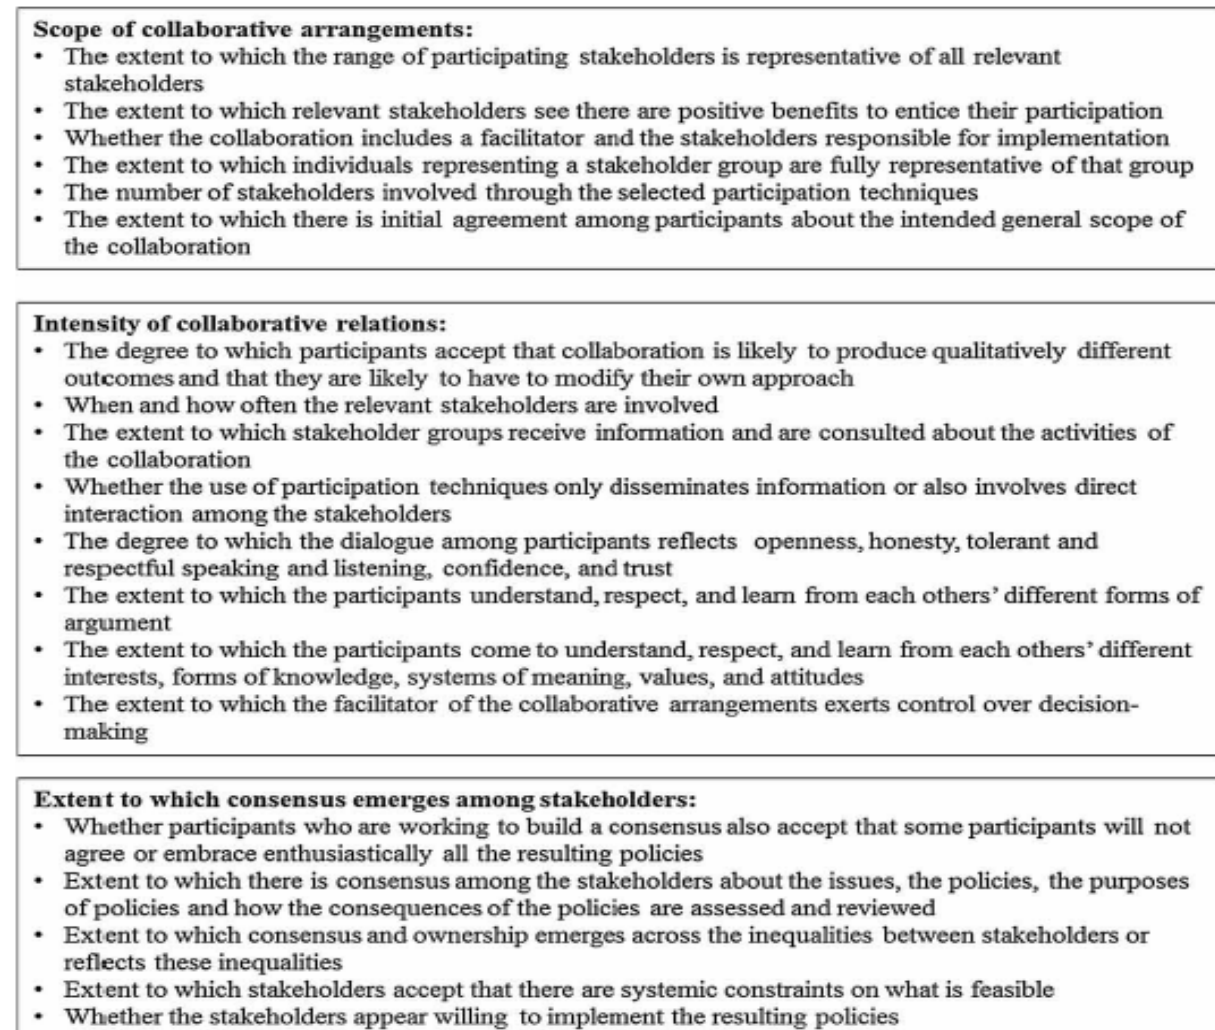 Scope of collaborative arrangements:
• The extent to which the range of participating stakeholders is representative of all relevant
stakeholders
• The extent to which relevant stakeholders see there are positive benefits to entice their participation
• Whether the collaboration includes a facilitator and the stakeholders responsible for implementation
• The extent to which individuals representing a stakeholder group are fully representative of that group
• The number of stakeholders involved through the selected participation techniques
• The extent to which there is initial agreement among participants about the intended general scope of
the collaboration
Intensity of collaborative relations:
• The degree to which participants accept that collaboration is likely to produce qualitatively different
outcomes and that they are likely to have to modify their own approach
• When and how often the relevant stakeholders are involved
• The extent to which stakeholder groups receive information and are consulted about the activities of
the collaboration
• Whether the use of participation techniques only disseminates information or also involves direct
interaction among the stakeholders
• The degree to which the dialogue among participants reflects openness, honesty, tolerant and
respectful speaking and listening, confidence, and trust
• The extent to which the participants understand, respect, and learn from each others' different forms of
argument
• The extent to which the participants come to understand, respect, and learn from each others' different
interests, forms of knowledge, systems of meaning, values, and attitudes
• The extent to which the facilitator of the collaborative arrangements exerts control over decision-
making
Extent to which consensus emerges among stakeholders:
• Whether participants who are working to build a consensus also accept that some participants will not
agree or embrace enthusiastically all the resulting policies
• Extent to which there is consensus among the stakeholders about the issues, the policies, the purposes
of policies and how the consequences of the policies are assessed and reviewed
• Extent to which consensus and ownership emerges across the inequalities between stakeholders or
reflects these inequalities
• Extent to which stakeholders accept that there are systemic constraints on what is feasible
• Whether the stakeholders appear willing to implement the resulting policies